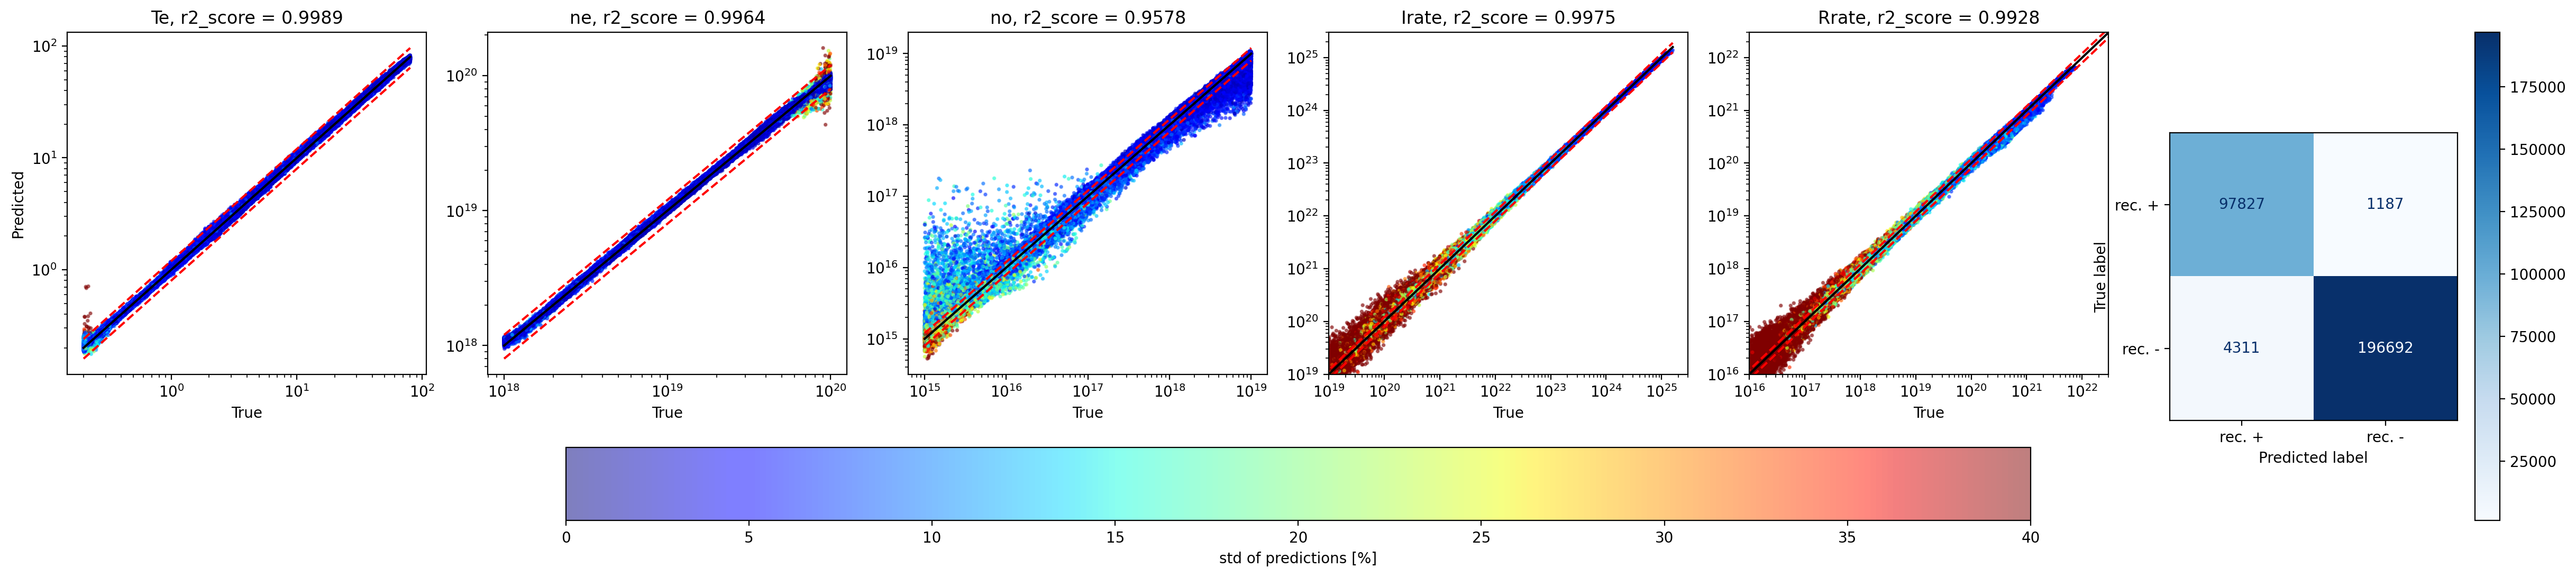 Te, r2_score = 0.9989
10²
10¹
10⁰
Predicted
10⁰ 10¹ 10²
True
ne, r2_score = 0.9964
10²⁰
10¹⁹
10¹⁸
10¹⁸ 10¹⁹ 10²⁰
True
no, r2_score = 0.9578
10¹⁹
10¹⁸
10¹⁷
10¹⁶
10¹⁵
10¹⁵ 10¹⁶ 10¹⁷ 10¹⁸ 10¹⁹
True
Irate, r2_score = 0.9975
10²⁵
10²⁴
10²³
10²²
10²¹
10²⁰
10¹⁹
10¹⁹ 10²⁰ 10²¹ 10²² 10²³ 10²⁴ 10²⁵
True
Rrate, r2_score = 0.9928
10²²
10²¹
10²⁰
10¹⁹
10¹⁸
10¹⁷
10¹⁶
10¹⁶ 10¹⁷ 10¹⁸ 10¹⁹ 10²⁰ 10²¹ 10²²
True
True label
rec. + 97827 1187
rec. - 4311 196692
rec. + rec. -
Predicted label
175000
150000
125000
100000
75000
50000
25000
0 5 10 15 20 25 30 35 40
std of predictions [%]